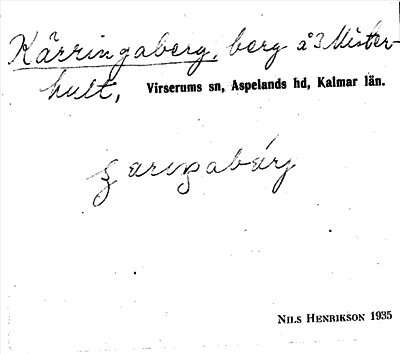 Kärringaberg, berg å 3 Mister-
hult, Virserums sn, Aspelands hd, Kalmar län.
NILS HENRIKSON 1935